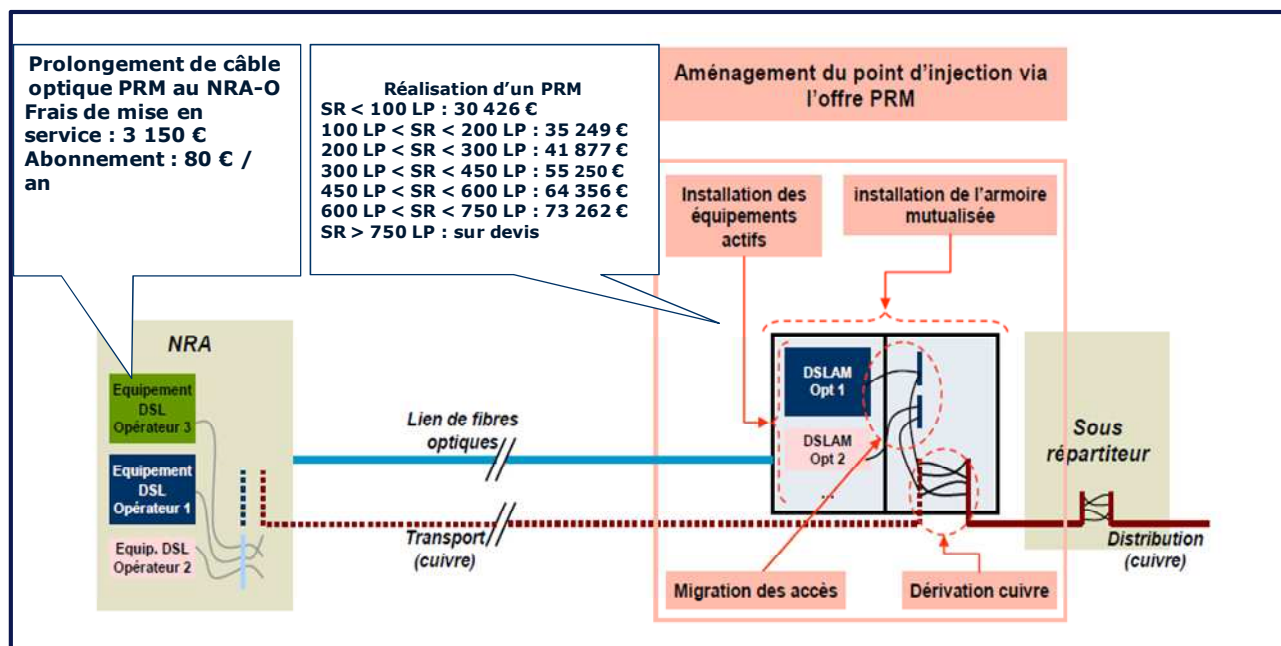 Prolongement de câble
optique PRM au NRA-O
Frais de mise en
service : 3 150 €
Abonnement : 80 € /
an
Réalisation d'un PRM
SR < 100 LP : 30 426 €
100 LP < SR < 200 LP : 35 249 €
200 LP < SR < 300 LP : 41 877 €
300 LP < SR < 450 LP : 55 250 €
450 LP < SR < 600 LP : 64 356 €
600 LP < SR < 750 LP : 73 262 €
SR > 750 LP : sur devis
Aménagement du point d'injection via
l'offre PRM
Installation des
équipements
actifs
installation de l'armoire
mutualisée
NRA
Equipement
DSL
Opérateur 3
Equipement
DSL
Opérateur 1
Equip. DSL
Opérateur 2
Lien de fibres
optiques
Transport
(cuivre)
DSLAM
Opt 1
DSLAM
Opt 2
...
Sous
répartiteur
Distribution
(cuivre)
Migration des accès
Dérivation cuivre